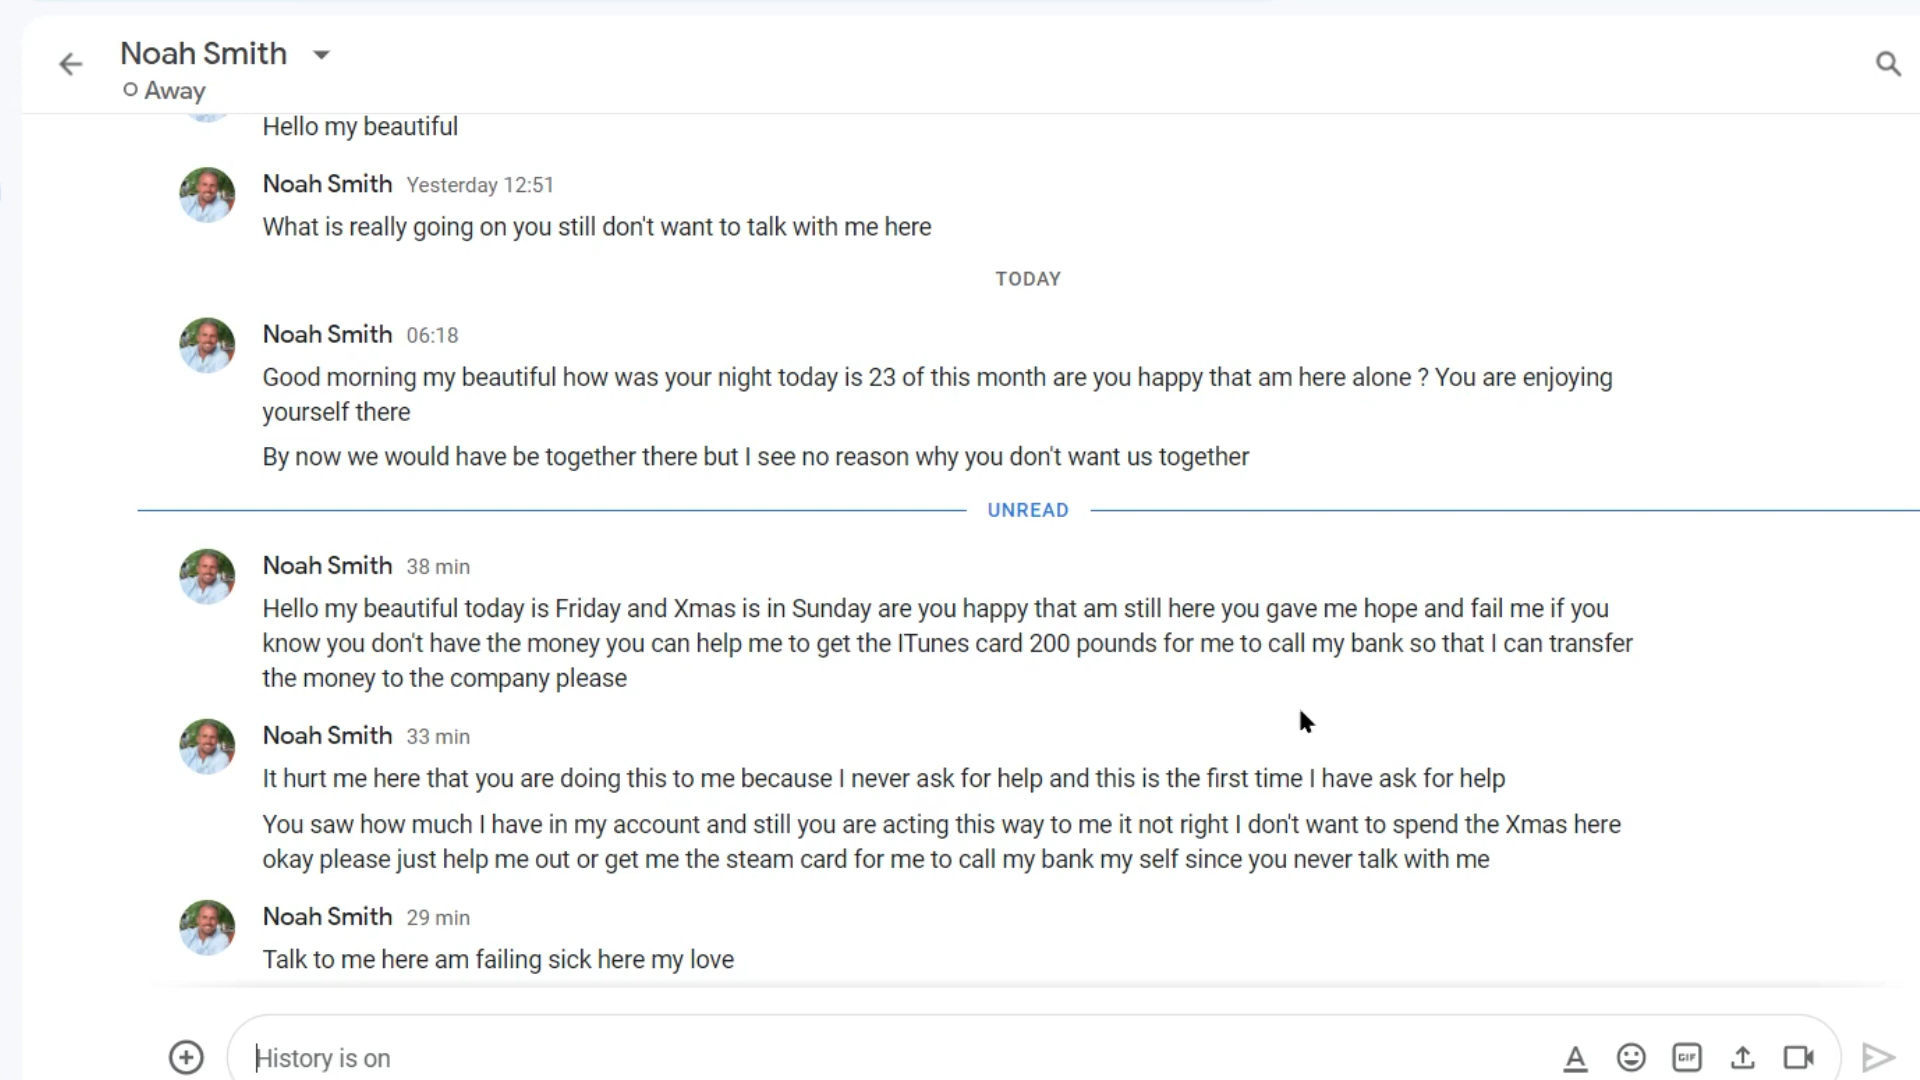 Noah Smith
Away
Hello my beautiful
Noah Smith Yesterday 12:51
What is really going on you still don't want to talk with me here
TODAY
Noah Smith 06:18
Good morning my beautiful how was your night today is 23 of this month are you happy that am here alone ? You are enjoying
yourself there
By now we would have be together there but I see no reason why you don't want us together
UNREAD
Noah Smith 38 min
Hello my beautiful today is Friday and Xmas is in Sunday are you happy that am still here you gave me hope and fail me if you
know you don't have the money you can help me to get the ITunes card 200 pounds for me to call my bank so that I can transfer
the money to the company please
Noah Smith 33 min
It hurt me here that you are doing this to me because I never ask for help and this is the first time I have ask for help
You saw how much I have in my account and still you are acting this way to me it not right I don't want to spend the Xmas here
okay please just help me out or get me the steam card for me to call my bank my self since you never talk with me
Noah Smith 29 min
Talk to me here am failing sick here my love
History is on
A
GIF